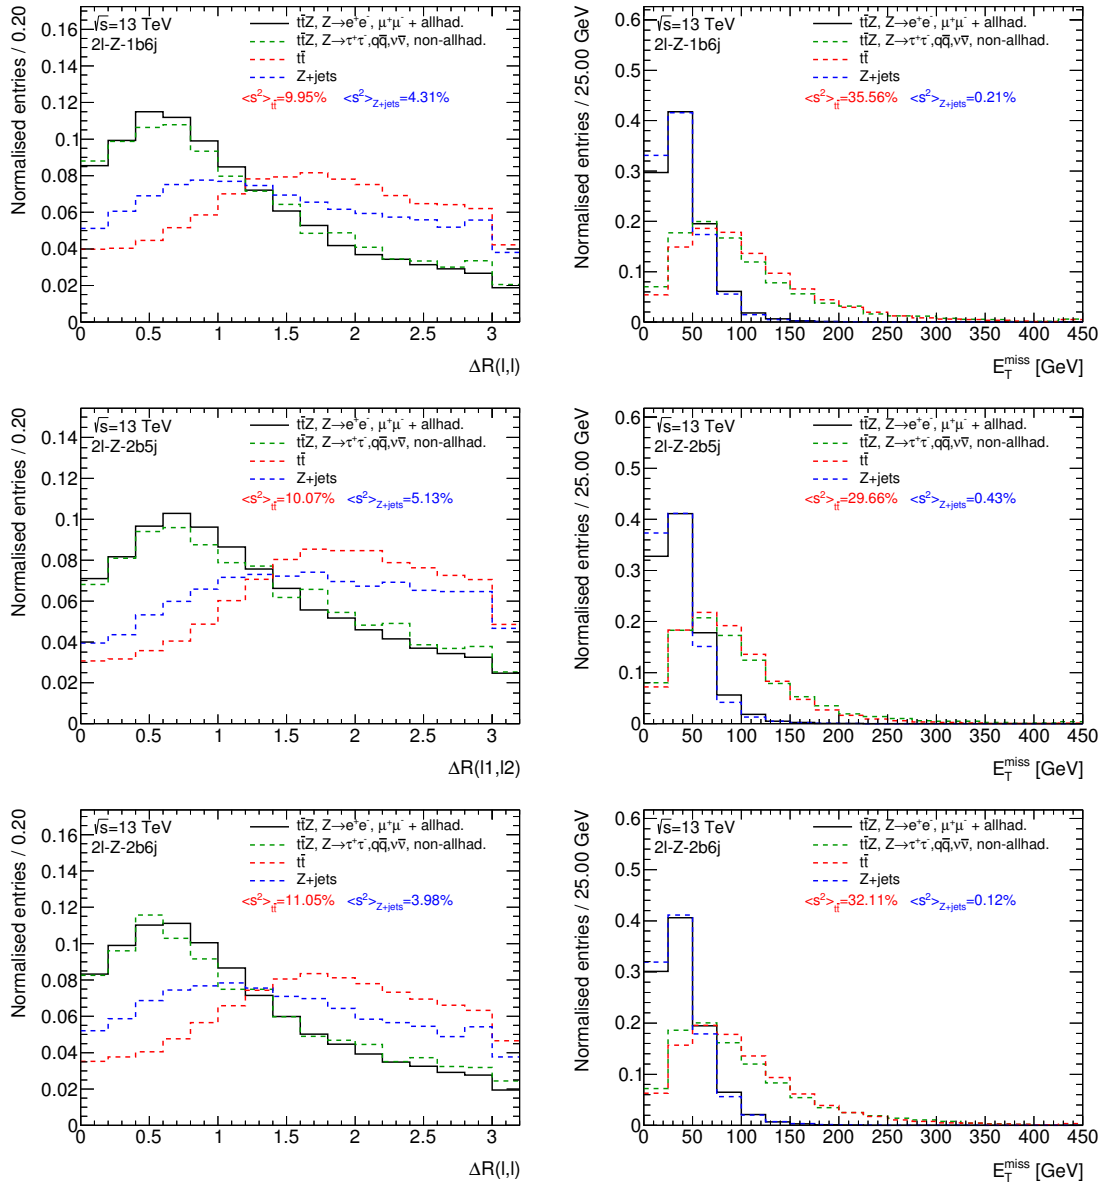 Normalised entries / 0.20
√s=13 TeV
2l-Z-1b6j
tt̄Z, Z→e⁺e⁻, μ⁺μ⁻ + allhad.
tt̄Z, Z→τ⁺τ⁻,qq̄,νν̄, non-allhad.
tt̄
Z+jets
<s²>tt̄=9.95% <s²>Z+jets=4.31%
0.16
0.14
0.12
0.1
0.08
0.06
0.04
0.02
0
0 0.5 1 1.5 2 2.5 3
ΔR(l,l)
Normalised entries / 25.00 GeV
√s=13 TeV
2l-Z-1b6j
tt̄Z, Z→e⁺e⁻, μ⁺μ⁻ + allhad.
tt̄Z, Z→τ⁺τ⁻,qq̄,νν̄, non-allhad.
tt̄
Z+jets
<s²>tt̄=35.56% <s²>Z+jets=0.21%
0.6
0.5
0.4
0.3
0.2
0.1
0
0 50 100 150 200 250 300 350 400 450
E_T^miss [GeV]
Normalised entries / 0.20
√s=13 TeV
2l-Z-2b5j
tt̄Z, Z→e⁺e⁻, μ⁺μ⁻ + allhad.
tt̄Z, Z→τ⁺τ⁻,qq̄,νν̄, non-allhad.
tt̄
Z+jets
<s²>tt̄=10.07% <s²>Z+jets=5.13%
0.14
0.12
0.1
0.08
0.06
0.04
0.02
0
0 0.5 1 1.5 2 2.5 3
ΔR(l1,l2)
Normalised entries / 25.00 GeV
√s=13 TeV
2l-Z-2b5j
tt̄Z, Z→e⁺e⁻, μ⁺μ⁻ + allhad.
tt̄Z, Z→τ⁺τ⁻,qq̄,νν̄, non-allhad.
tt̄
Z+jets
<s²>tt̄=29.66% <s²>Z+jets=0.43%
0.6
0.5
0.4
0.3
0.2
0.1
0
0 50 100 150 200 250 300 350 400 450
E_T^miss [GeV]
Normalised entries / 0.20
√s=13 TeV
2l-Z-2b6j
tt̄Z, Z→e⁺e⁻, μ⁺μ⁻ + allhad.
tt̄Z, Z→τ⁺τ⁻,qq̄,νν̄, non-allhad.
tt̄
Z+jets
<s²>tt̄=11.05% <s²>Z+jets=3.98%
0.16
0.14
0.12
0.1
0.08
0.06
0.04
0.02
0
0 0.5 1 1.5 2 2.5 3
ΔR(l,l)
Normalised entries / 25.00 GeV
√s=13 TeV
2l-Z-2b6j
tt̄Z, Z→e⁺e⁻, μ⁺μ⁻ + allhad.
tt̄Z, Z→τ⁺τ⁻,qq̄,νν̄, non-allhad.
tt̄
Z+jets
<s²>tt̄=32.11% <s²>Z+jets=0.12%
0.6
0.5
0.4
0.3
0.2
0.1
0
0 50 100 150 200 250 300 350 400 450
E_T^miss [GeV]